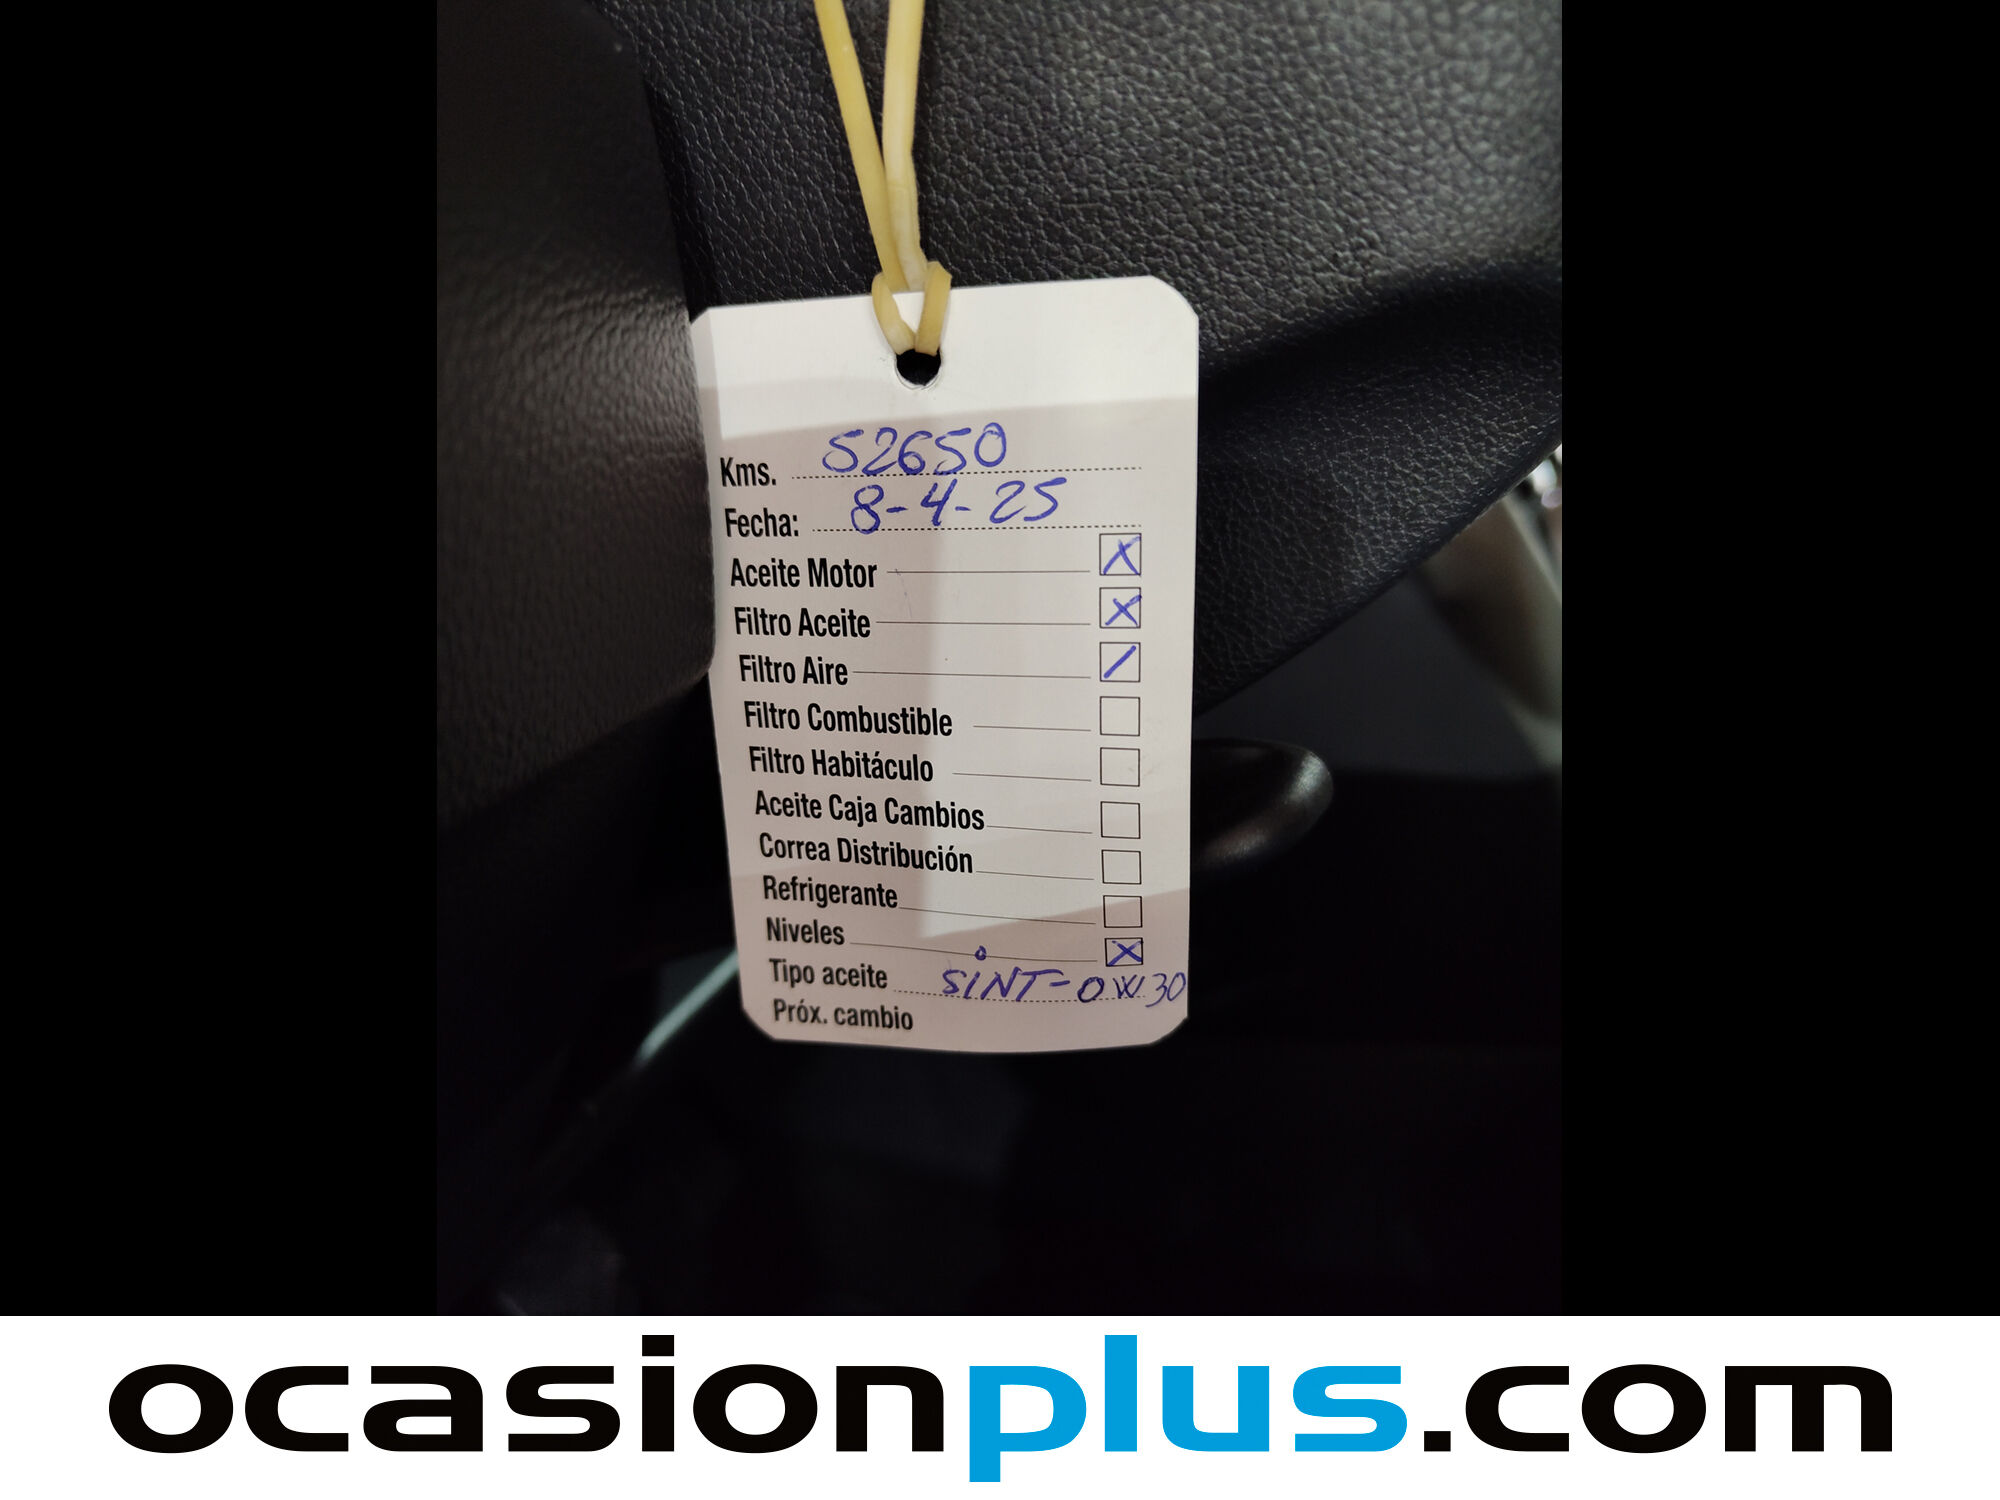 Kms. 52650
Fecha: 8-4-25
Aceite Motor X
Filtro Aceite X
Filtro Aire /
Filtro Combustible
Filtro Habitáculo
Aceite Caja Cambios
Correa Distribución
Refrigerante
Niveles X
Tipo aceite SiNT-0W30
Próx. cambio
ocasionplus.com